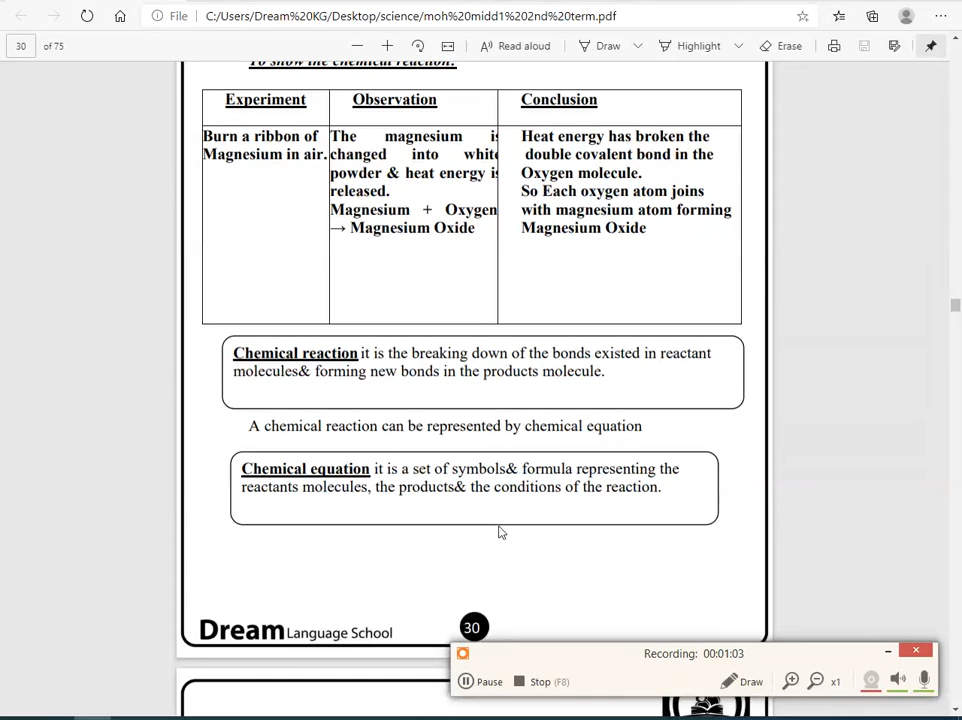 File C:/Users/Dream%20KG/Desktop/science/moh%20midd1%202nd%20term.pdf
30 of 75 Read aloud Draw Highlight Erase
To show the chemical reaction:
Experiment Observation Conclusion
Burn a ribbon of
Magnesium in air.
The magnesium is
changed into white
powder & heat energy is
released.
Magnesium + Oxygen
→ Magnesium Oxide
Heat energy has broken the
double covalent bond in the
Oxygen molecule.
So Each oxygen atom joins
with magnesium atom forming
Magnesium Oxide
Chemical reaction it is the breaking down of the bonds existed in reactant
molecules& forming new bonds in the products molecule.
A chemical reaction can be represented by chemical equation
Chemical equation it is a set of symbols& formula representing the
reactants molecules, the products& the conditions of the reaction.
Dream Language School
30
Recording: 00:01:03
Pause Stop (F8) Draw x1